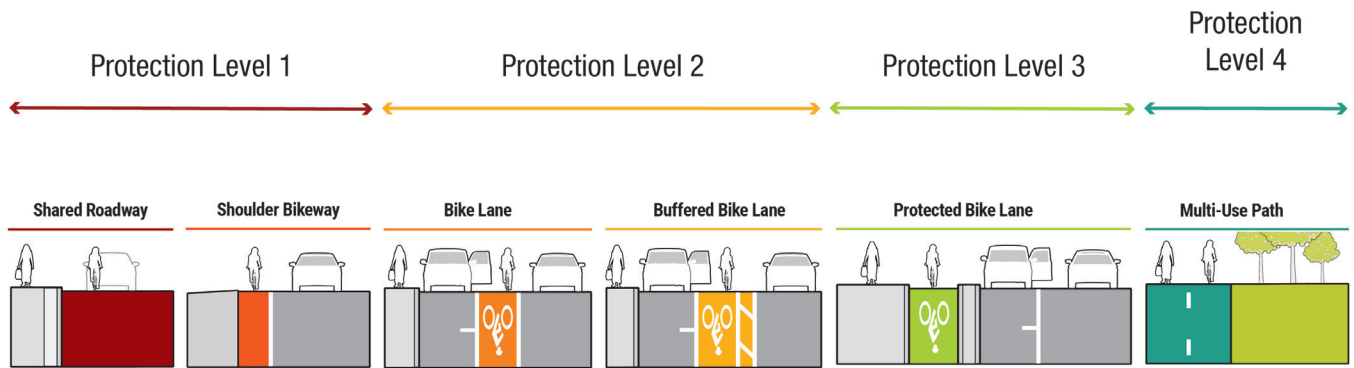 Protection Level 1
Protection Level 2
Protection Level 3
Protection
Level 4
Shared Roadway
Shoulder Bikeway
Bike Lane
Buffered Bike Lane
Protected Bike Lane
Multi-Use Path